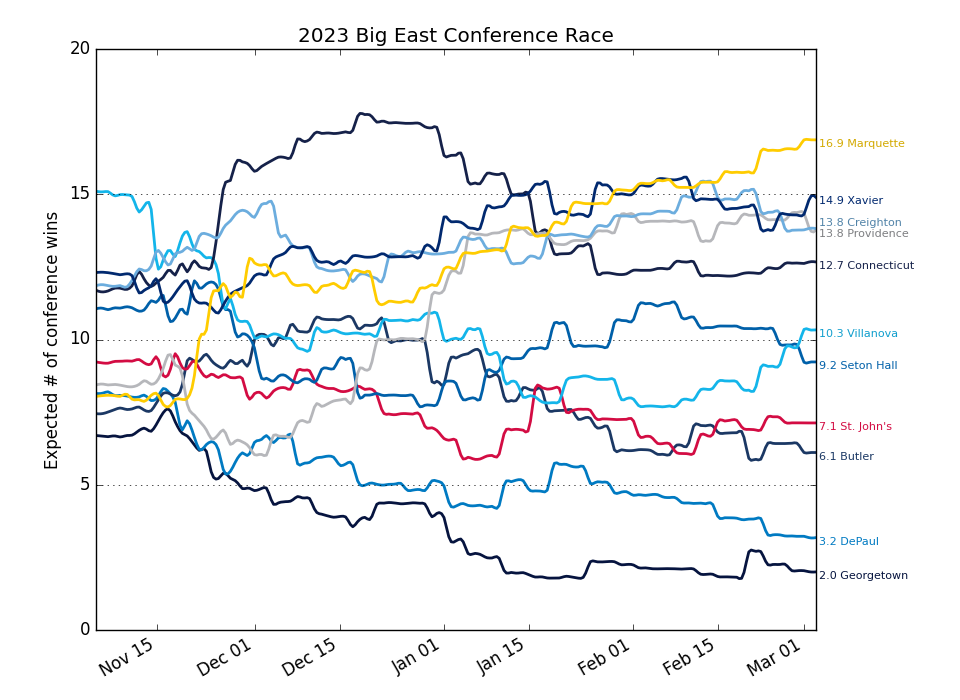 2023 Big East Conference Race
Expected # of conference wins
20
15
10
5
0
16.9 Marquette
14.9 Xavier
13.8 Creighton
13.8 Providence
12.7 Connecticut
10.3 Villanova
9.2 Seton Hall
7.1 St. John's
6.1 Butler
3.2 DePaul
2.0 Georgetown
Nov 15
Dec 01
Dec 15
Jan 01
Jan 15
Feb 01
Feb 15
Mar 01